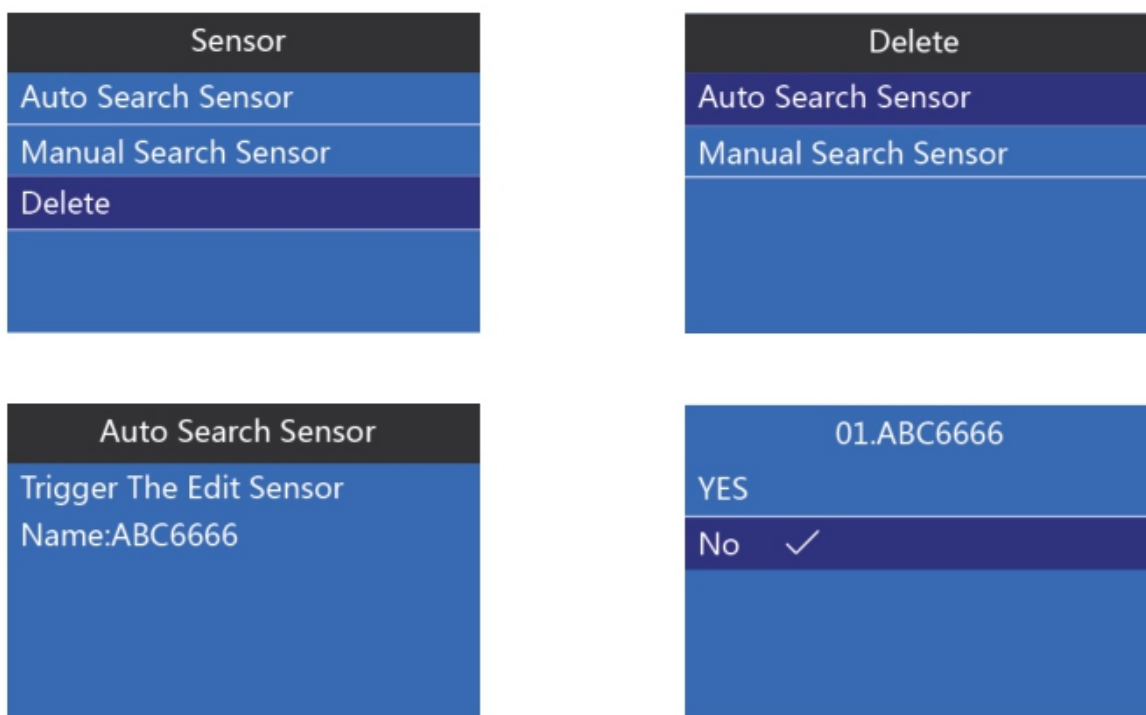 Sensor
Auto Search Sensor
Manual Search Sensor
Delete
Delete
Auto Search Sensor
Manual Search Sensor
Auto Search Sensor
Trigger The Edit Sensor
Name:ABC6666
01.ABC6666
YES
No ✓